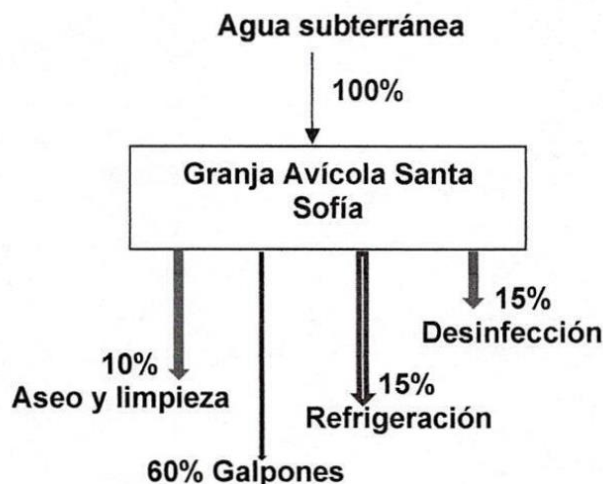 Agua subterránea
100%
Granja Avícola Santa
Sofía
15%
Desinfección
10%
Aseo y limpieza
15%
Refrigeración
60% Galpones